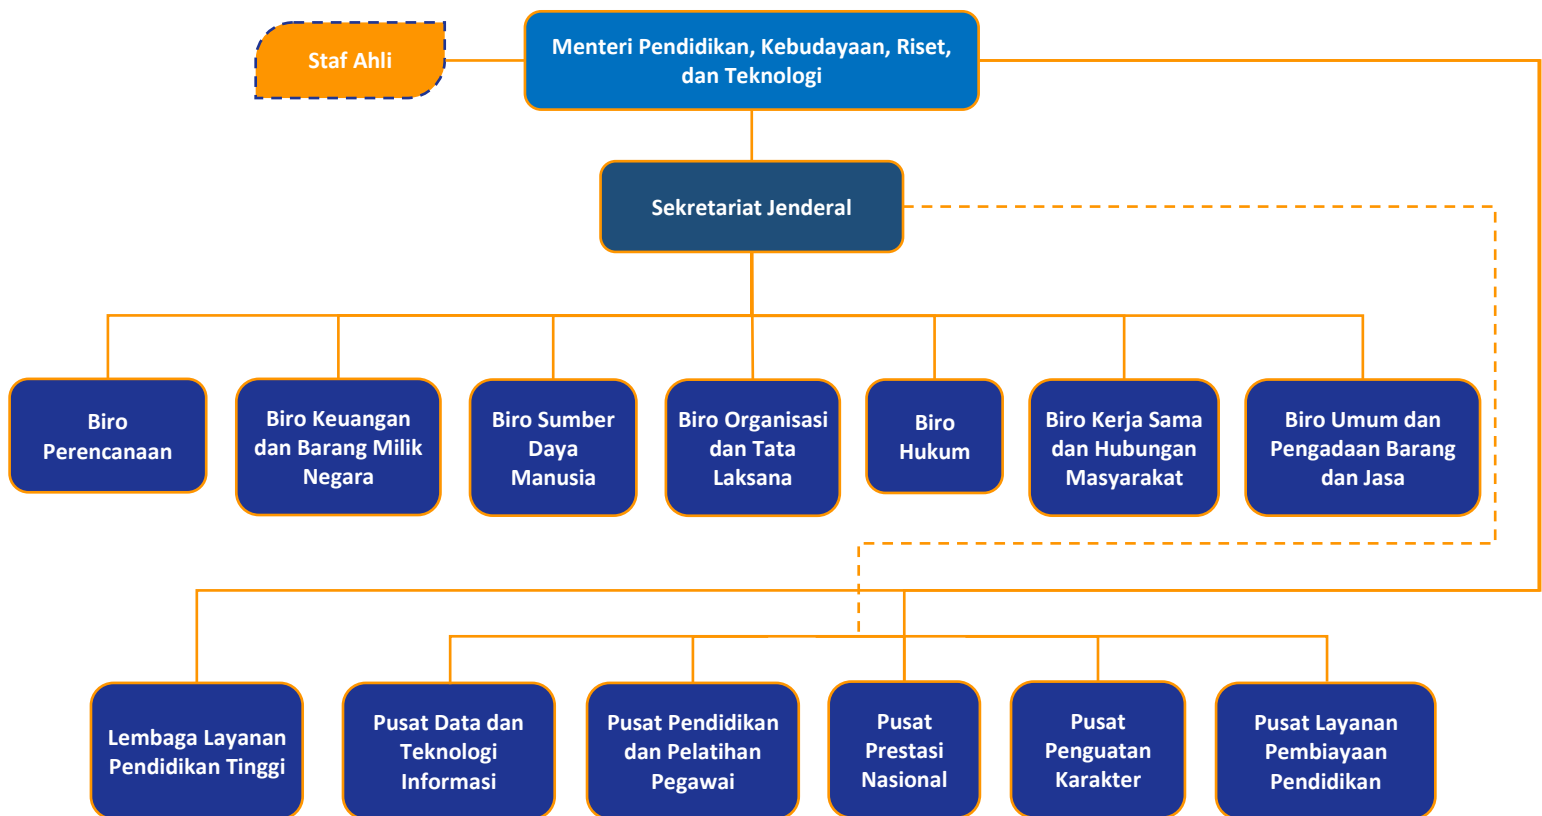 Staf Ahli
Menteri Pendidikan, Kebudayaan, Riset,
dan Teknologi
Sekretariat Jenderal
Biro
Perencanaan
Biro Keuangan
dan Barang Milik
Negara
Biro Sumber
Daya
Manusia
Biro Organisasi
dan Tata
Laksana
Biro
Hukum
Biro Kerja Sama
dan Hubungan
Masyarakat
Biro Umum dan
Pengadaan Barang
dan Jasa
Lembaga Layanan
Pendidikan Tinggi
Pusat Data dan
Teknologi
Informasi
Pusat Pendidikan
dan Pelatihan
Pegawai
Pusat
Prestasi
Nasional
Pusat
Penguatan
Karakter
Pusat Layanan
Pembiayaan
Pendidikan